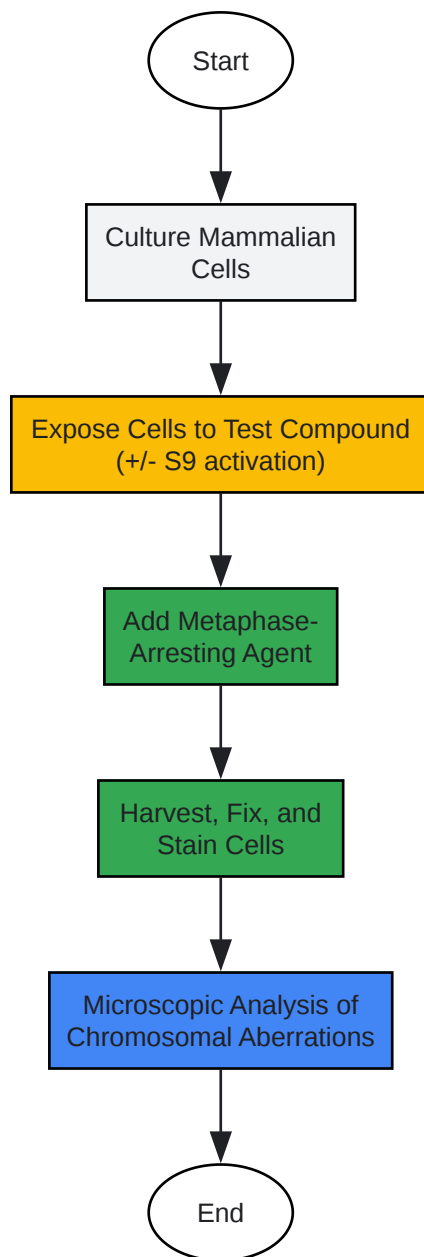 Start
Culture Mammalian
Cells
Expose Cells to Test Compound
(+/- S9 activation)
Add Metaphase-
Arresting Agent
Harvest, Fix, and
Stain Cells
Microscopic Analysis of
Chromosomal Aberrations
End